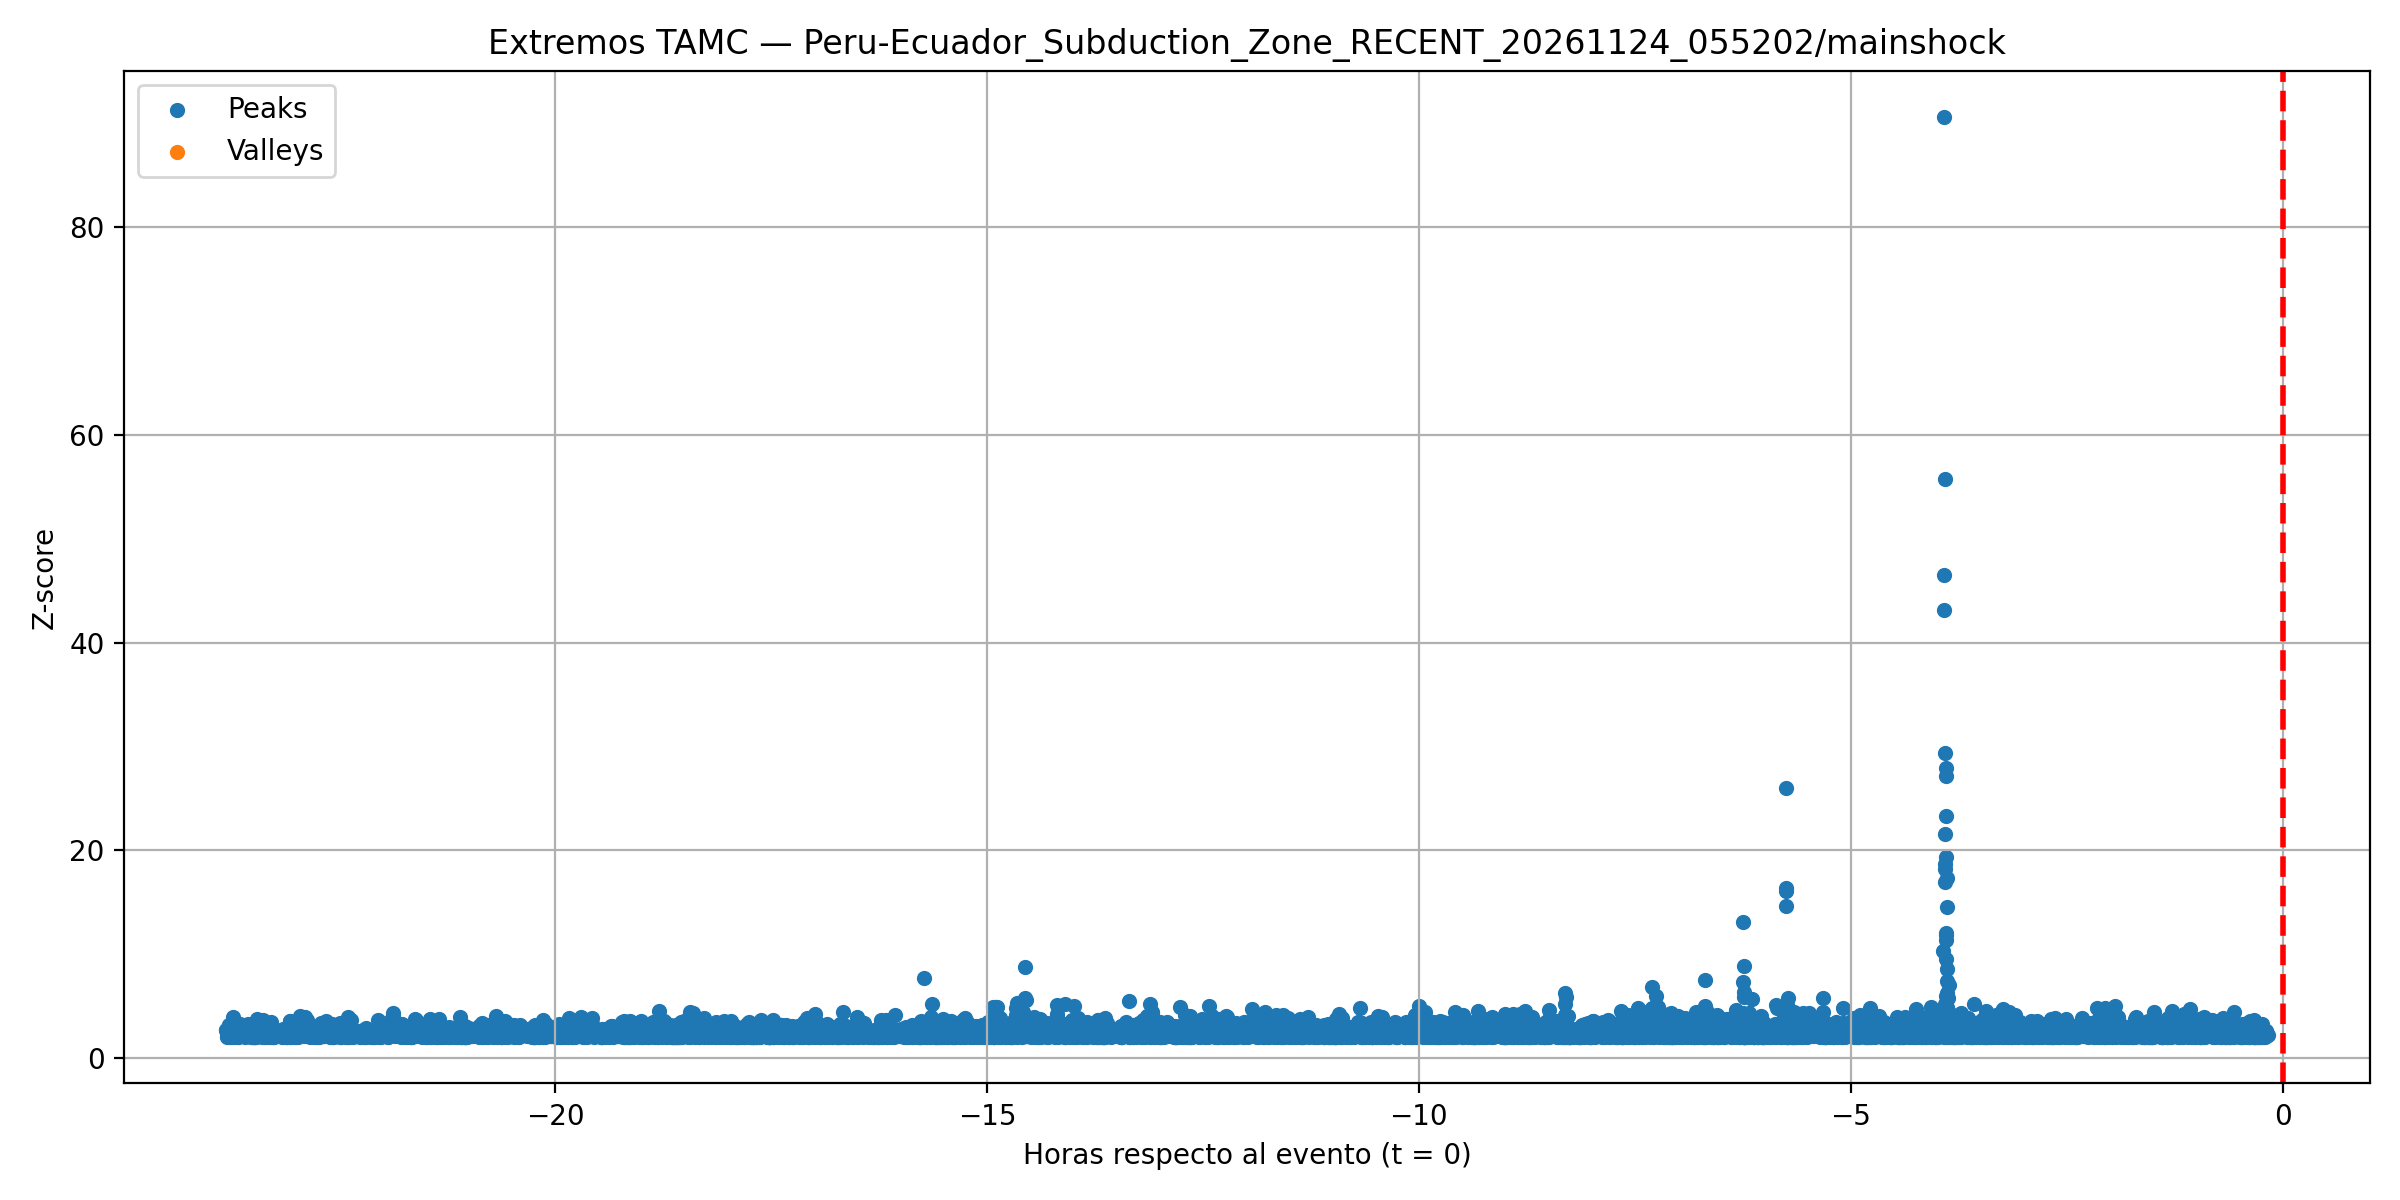 Extremos TAMC — Peru-Ecuador_Subduction_Zone_RECENT_20261124_055202/mainshock
Peaks
Valleys
Z-score
80
60
40
20
0
−20
−15
−10
−5
0
Horas respecto al evento (t = 0)